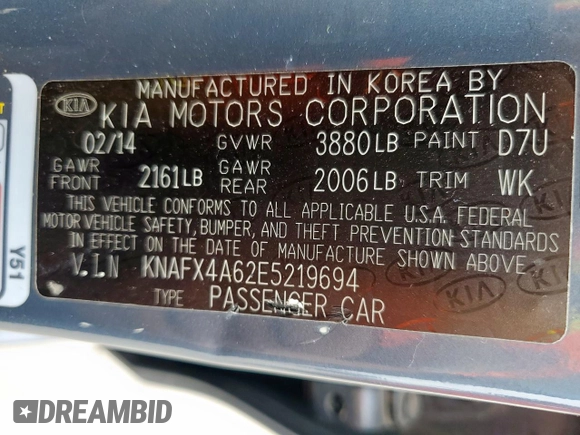 MANUFACTURED IN KOREA BY
KIA KIA MOTORS CORPORATION
02/14 GVWR 3880LB PAINT D7U
GAWR FRONT 2161LB GAWR REAR 2006LB TRIM WK
THIS VEHICLE CONFORMS TO ALL APPLICABLE U.S.A. FEDERAL
MOTOR VEHICLE SAFETY, BUMPER, AND THEFT PREVENTION STANDARDS
IN EFFECT ON THE DATE OF MANUFACTURE SHOWN ABOVE.
V.I.N KNAFX4A62E5219694
TYPE PASSENGER CAR
Y51
DREAMBID